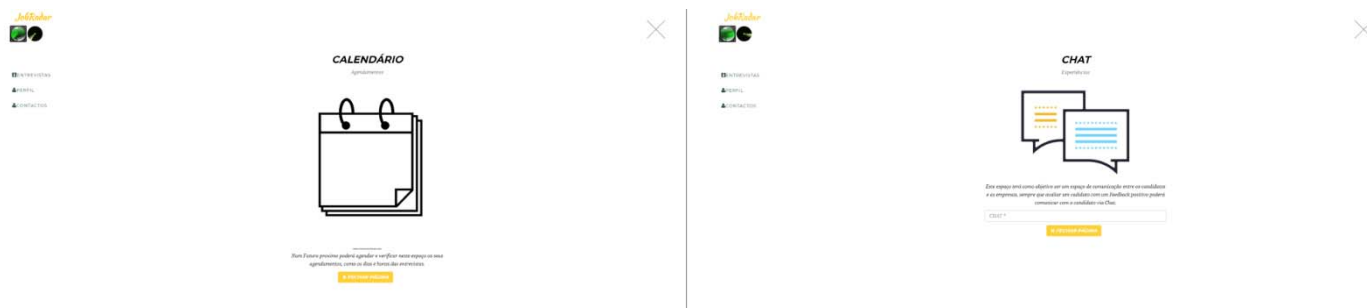 JobRadar
ENTREVISTAS
PERFIL
CONTACTOS
CALENDÁRIO
Agendamentos
Num Futuro proximo poderá agendar e verificar neste espaço os seus
agendamentos, como os dias e horas das entrevistas.
X FECHAR PÁGINA
JobRadar
ENTREVISTAS
PERFIL
CONTACTOS
CHAT
Experiências
Este espaço terá como objetivo ser um espaço de comunicação entre os candidatos
e as empresas, sempre que avaliar um cadidato com um Feedback positivo poderá
comunicar com o candidato via Chat.
CHAT *
X FECHAR PÁGINA